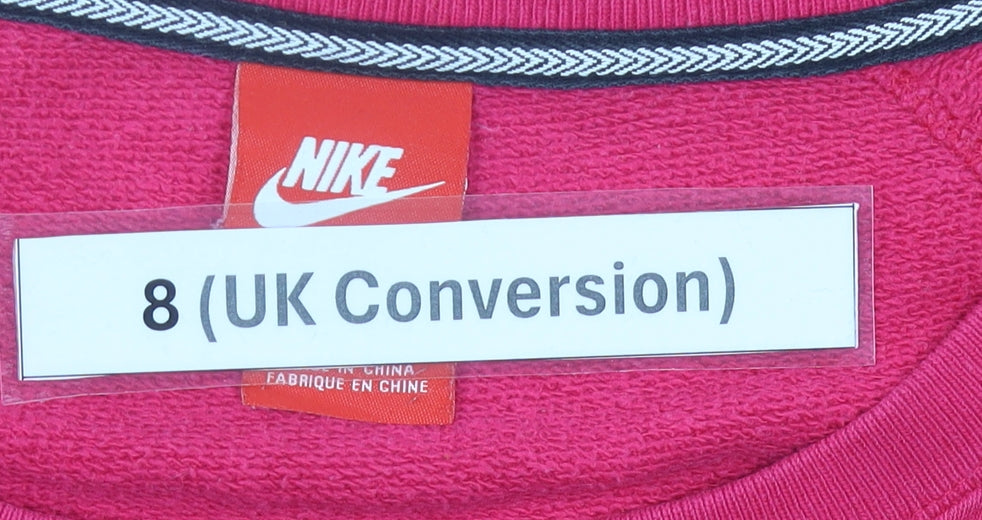 NIKE
8 (UK Conversion)
IN CHINA
FABRIQUE EN CHINE